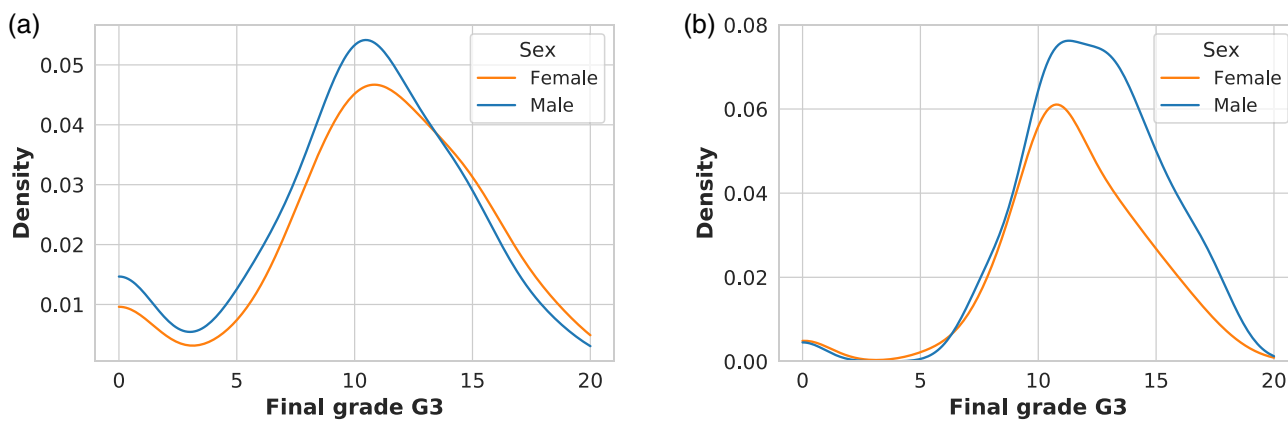 (a)
Density
0.05
0.04
0.03
0.02
0.01
Sex
Female
Male
0 5 10 15 20
Final grade G3
(b)
Density
0.08
0.06
0.04
0.02
0.00
Sex
Female
Male
0 5 10 15 20
Final grade G3